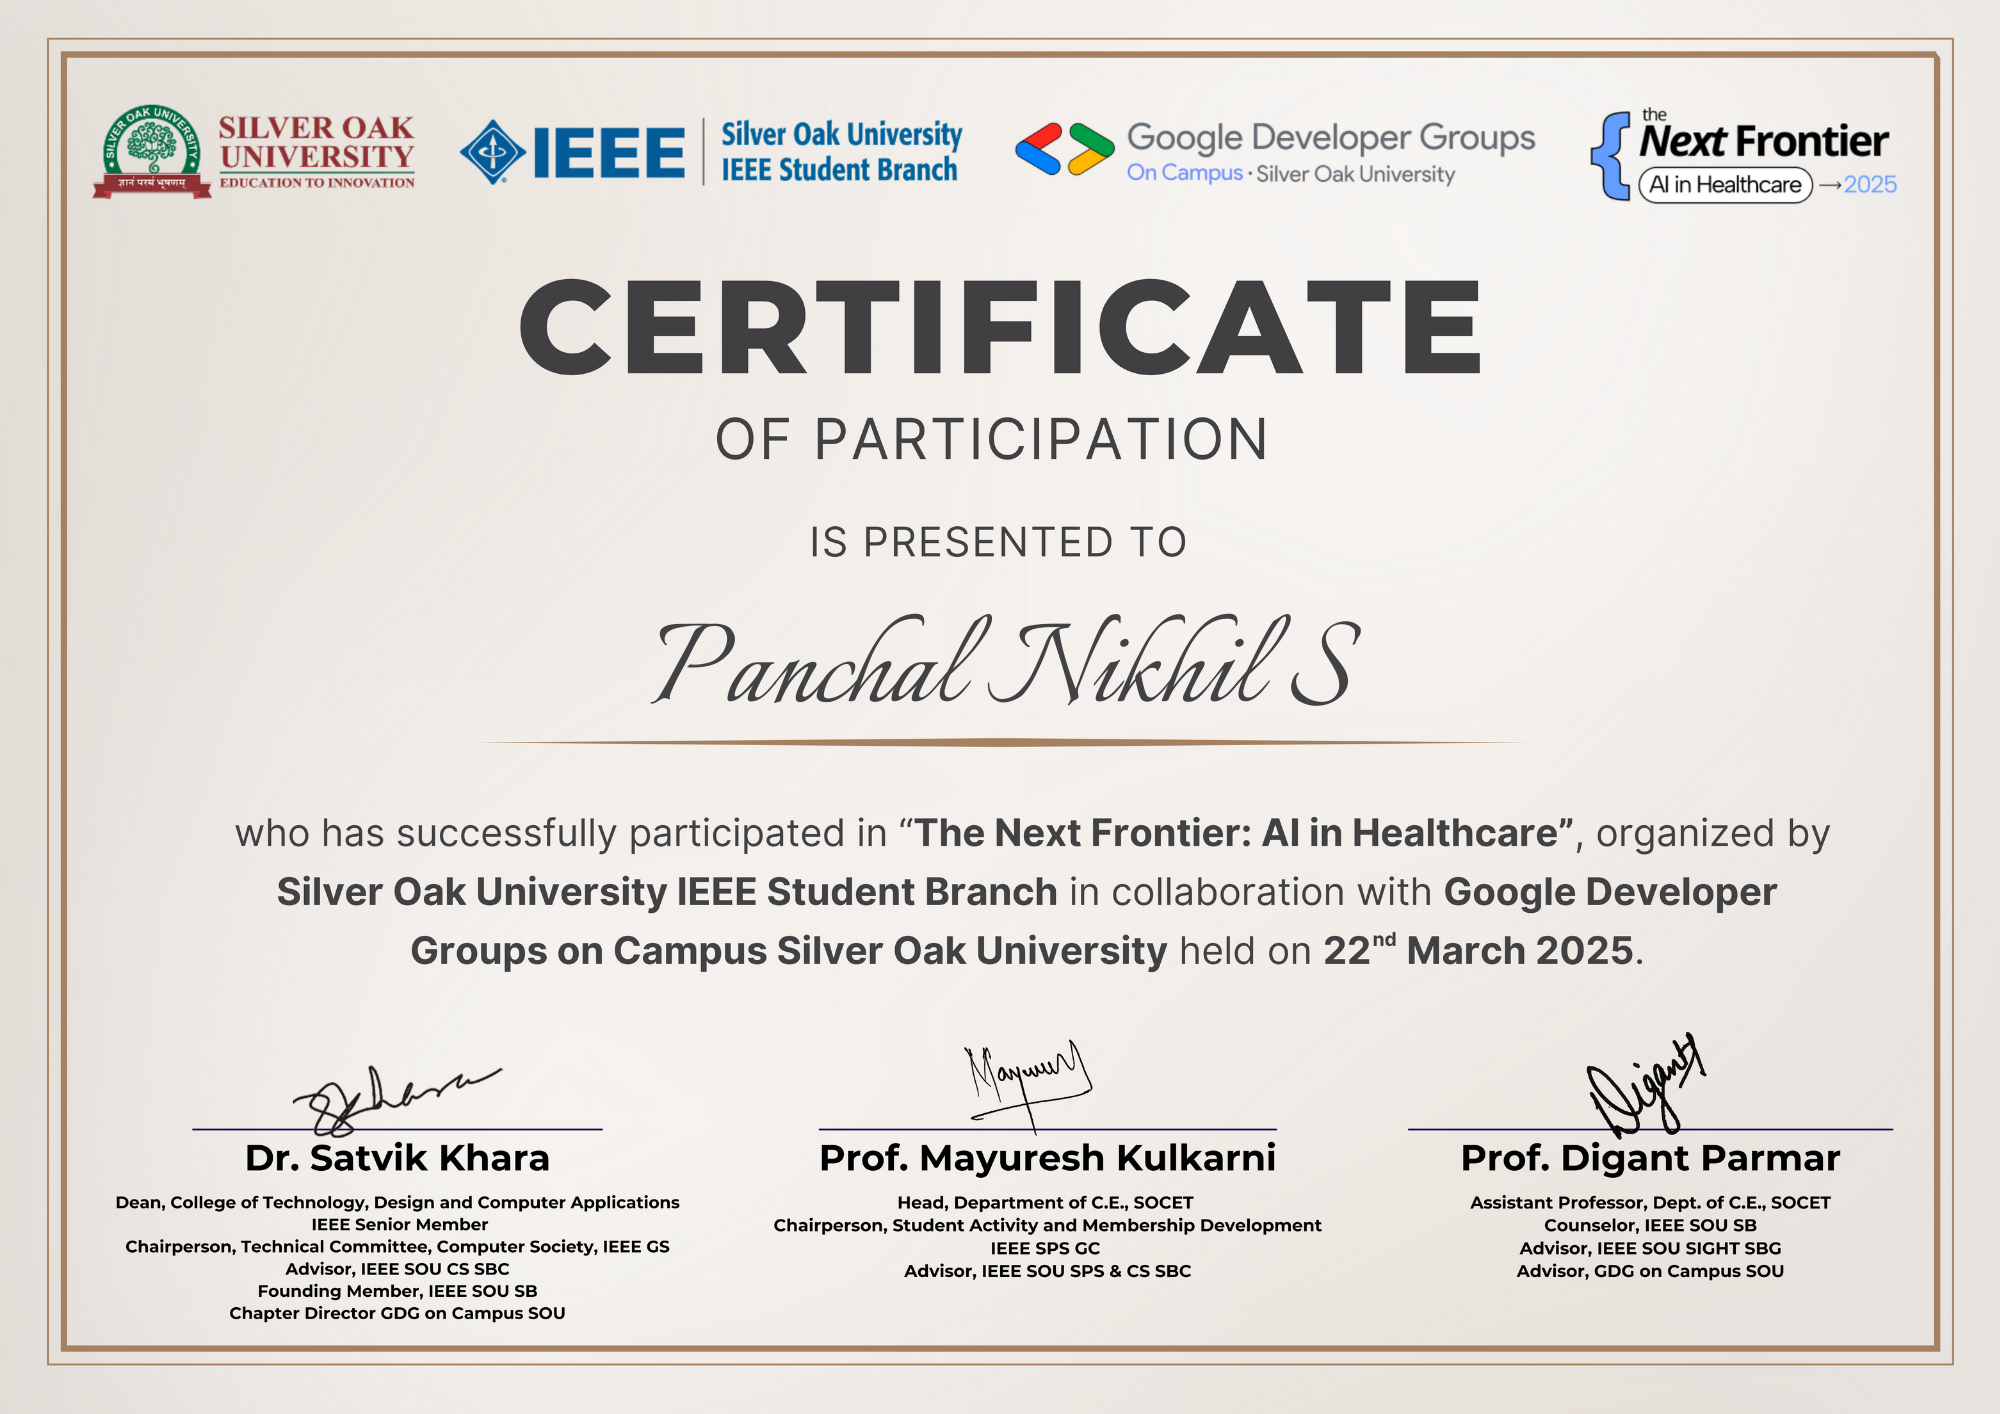 SILVER OAK UNIVERSITY
ज्ञानं परमं भूषणम्
SILVER OAK
UNIVERSITY
EDUCATION TO INNOVATION
IEEE
Silver Oak University
IEEE Student Branch
Google Developer Groups
On Campus · Silver Oak University
the
Next Frontier
AI in Healthcare → 2025
CERTIFICATE
OF PARTICIPATION
IS PRESENTED TO
Panchal Nikhil S
who has successfully participated in “The Next Frontier: AI in Healthcare”, organized by
Silver Oak University IEEE Student Branch in collaboration with Google Developer
Groups on Campus Silver Oak University held on 22nd March 2025.
Mayuresh
Digant
Dr. Satvik Khara
Dean, College of Technology, Design and Computer Applications
IEEE Senior Member
Chairperson, Technical Committee, Computer Society, IEEE GS
Advisor, IEEE SOU CS SBC
Founding Member, IEEE SOU SB
Chapter Director GDG on Campus SOU
Prof. Mayuresh Kulkarni
Head, Department of C.E., SOCET
Chairperson, Student Activity and Membership Development
IEEE SPS GC
Advisor, IEEE SOU SPS & CS SBC
Prof. Digant Parmar
Assistant Professor, Dept. of C.E., SOCET
Counselor, IEEE SOU SB
Advisor, IEEE SOU SIGHT SBG
Advisor, GDG on Campus SOU